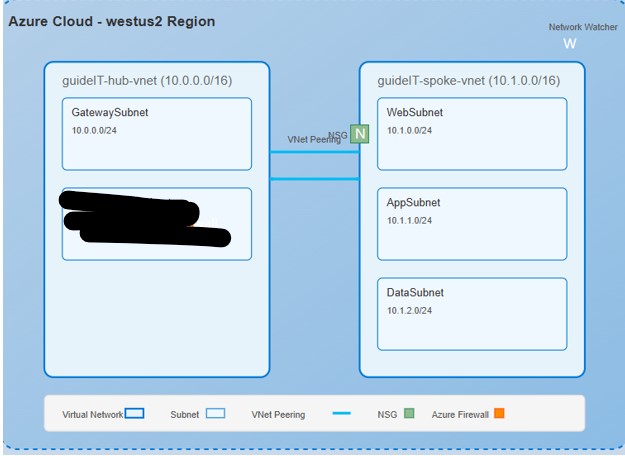 Azure Cloud - westus2 Region
Network Watcher
W
guideIT-hub-vnet (10.0.0.0/16)
guideIT-spoke-vnet (10.1.0.0/16)
GatewaySubnet
10.0.0.0/24
WebSubnet
10.1.0.0/24
NSG
N
VNet Peering
AppSubnet
10.1.1.0/24
DataSubnet
10.1.2.0/24
Virtual Network
Subnet
VNet Peering
NSG
Azure Firewall